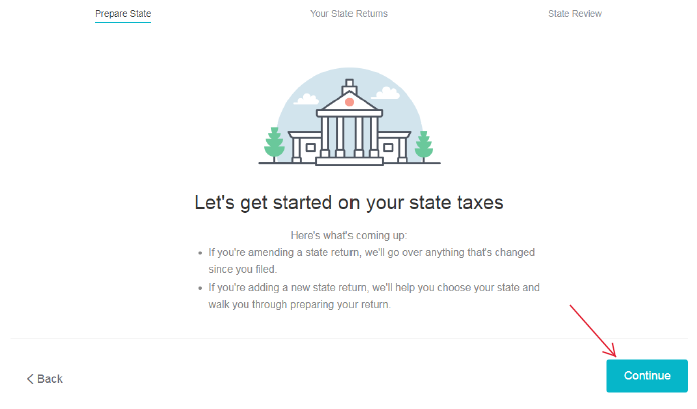 Prepare State
Your State Returns
State Review
Let's get started on your state taxes
Here's what's coming up:
• If you're amending a state return, we'll go over anything that's changed
since you filed.
• If you're adding a new state return, we'll help you choose your state and
walk you through preparing your return.
Back
Continue